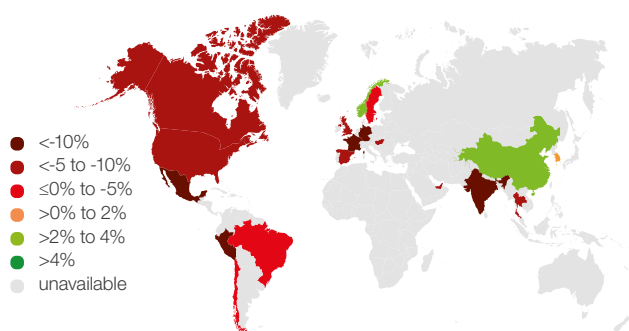 <-10%
<-5 to -10%
≤0% to -5%
>0% to 2%
>2% to 4%
>4%
unavailable